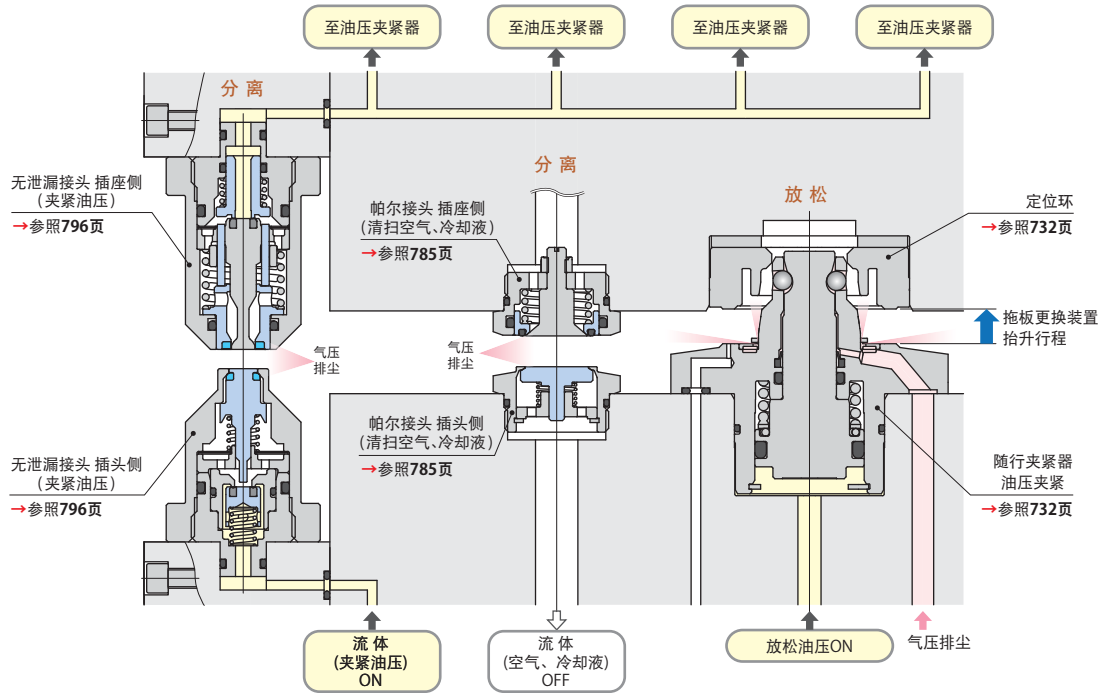 至油压夹紧器
至油压夹紧器
至油压夹紧器
至油压夹紧器
分 离
无泄漏接头 插座侧
(夹紧油压)
→参照796页
分 离
帕尔接头 插座侧
(清扫空气、冷却液)
→参照785页
放 松
定位环
→参照732页
拖板更换装置
抬升行程
气压
排尘
气压
排尘
无泄漏接头 插头侧
(夹紧油压)
→参照796页
帕尔接头 插头侧
(清扫空气、冷却液)
→参照785页
随行夹紧器
油压夹紧
→参照732页
流 体
(夹紧油压)
ON
流 体
(空气、冷却液)
OFF
放松油压ON
气压排尘